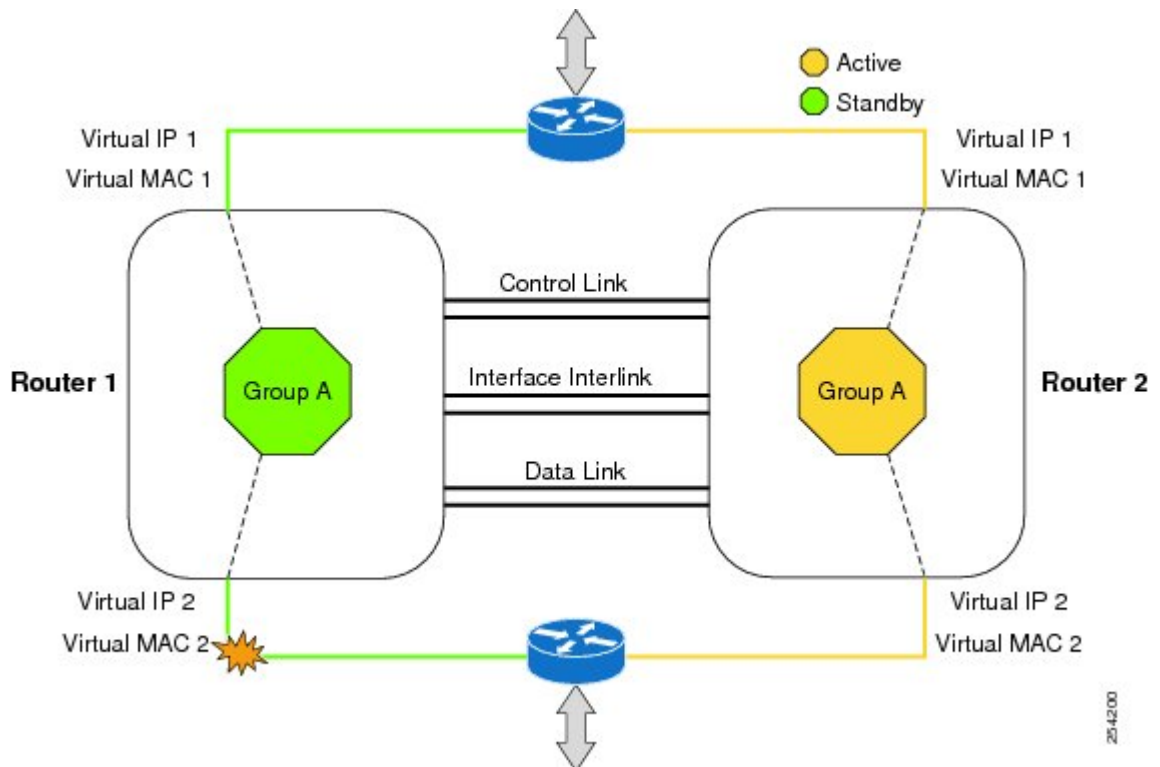 Active
Standby
Virtual IP 1
Virtual MAC 1
Virtual IP 1
Virtual MAC 1
Control Link
Router 1
Group A
Interface Interlink
Group A
Router 2
Data Link
Virtual IP 2
Virtual MAC 2
Virtual IP 2
Virtual MAC 2
254200